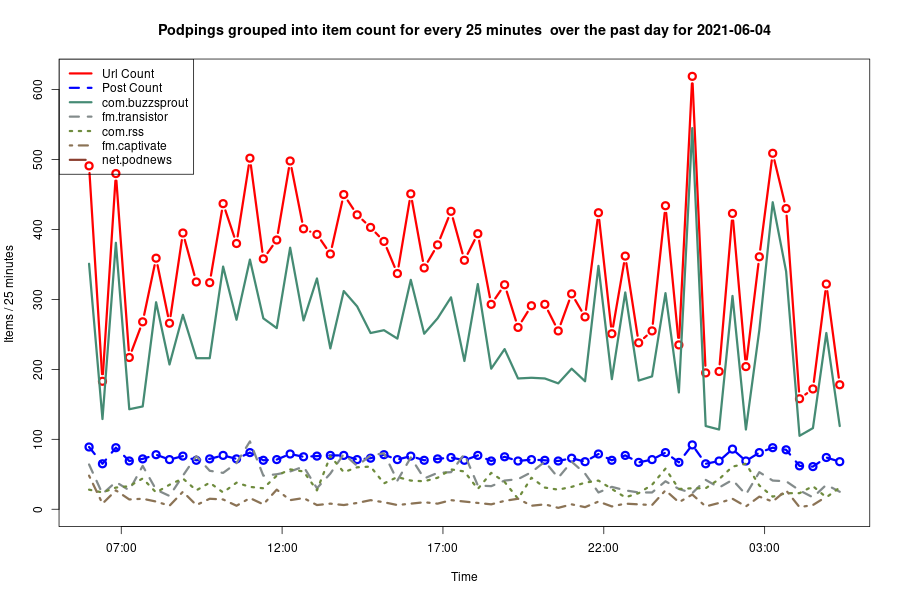 Podpings grouped into item count for every 25 minutes  over the past day for 2021-06-04
Url Count
Post Count
com.buzzsprout
fm.transistor
com.rss
fm.captivate
net.podnews
Items / 25 minutes
600
500
400
300
200
100
0
07:00 12:00 17:00 22:00 03:00
Time